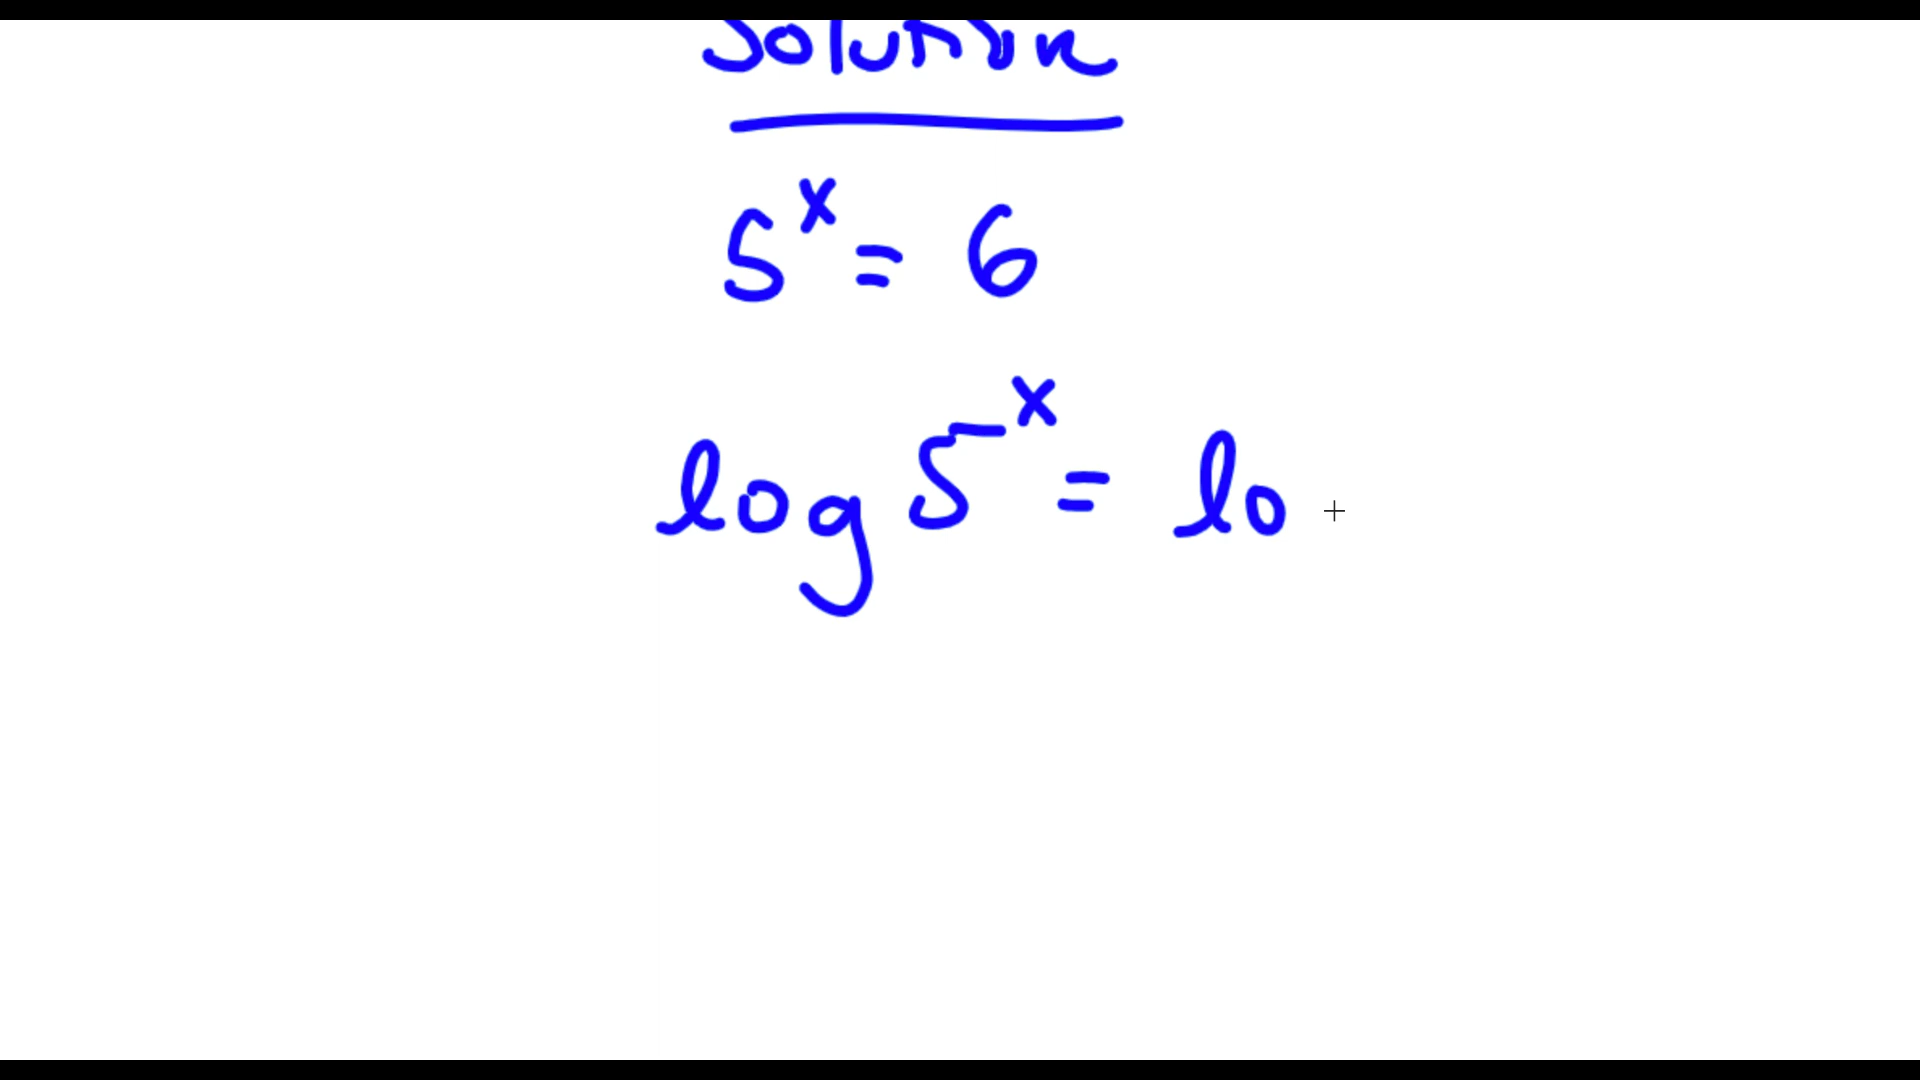 Solution
5^x = 6
log 5^x = lo